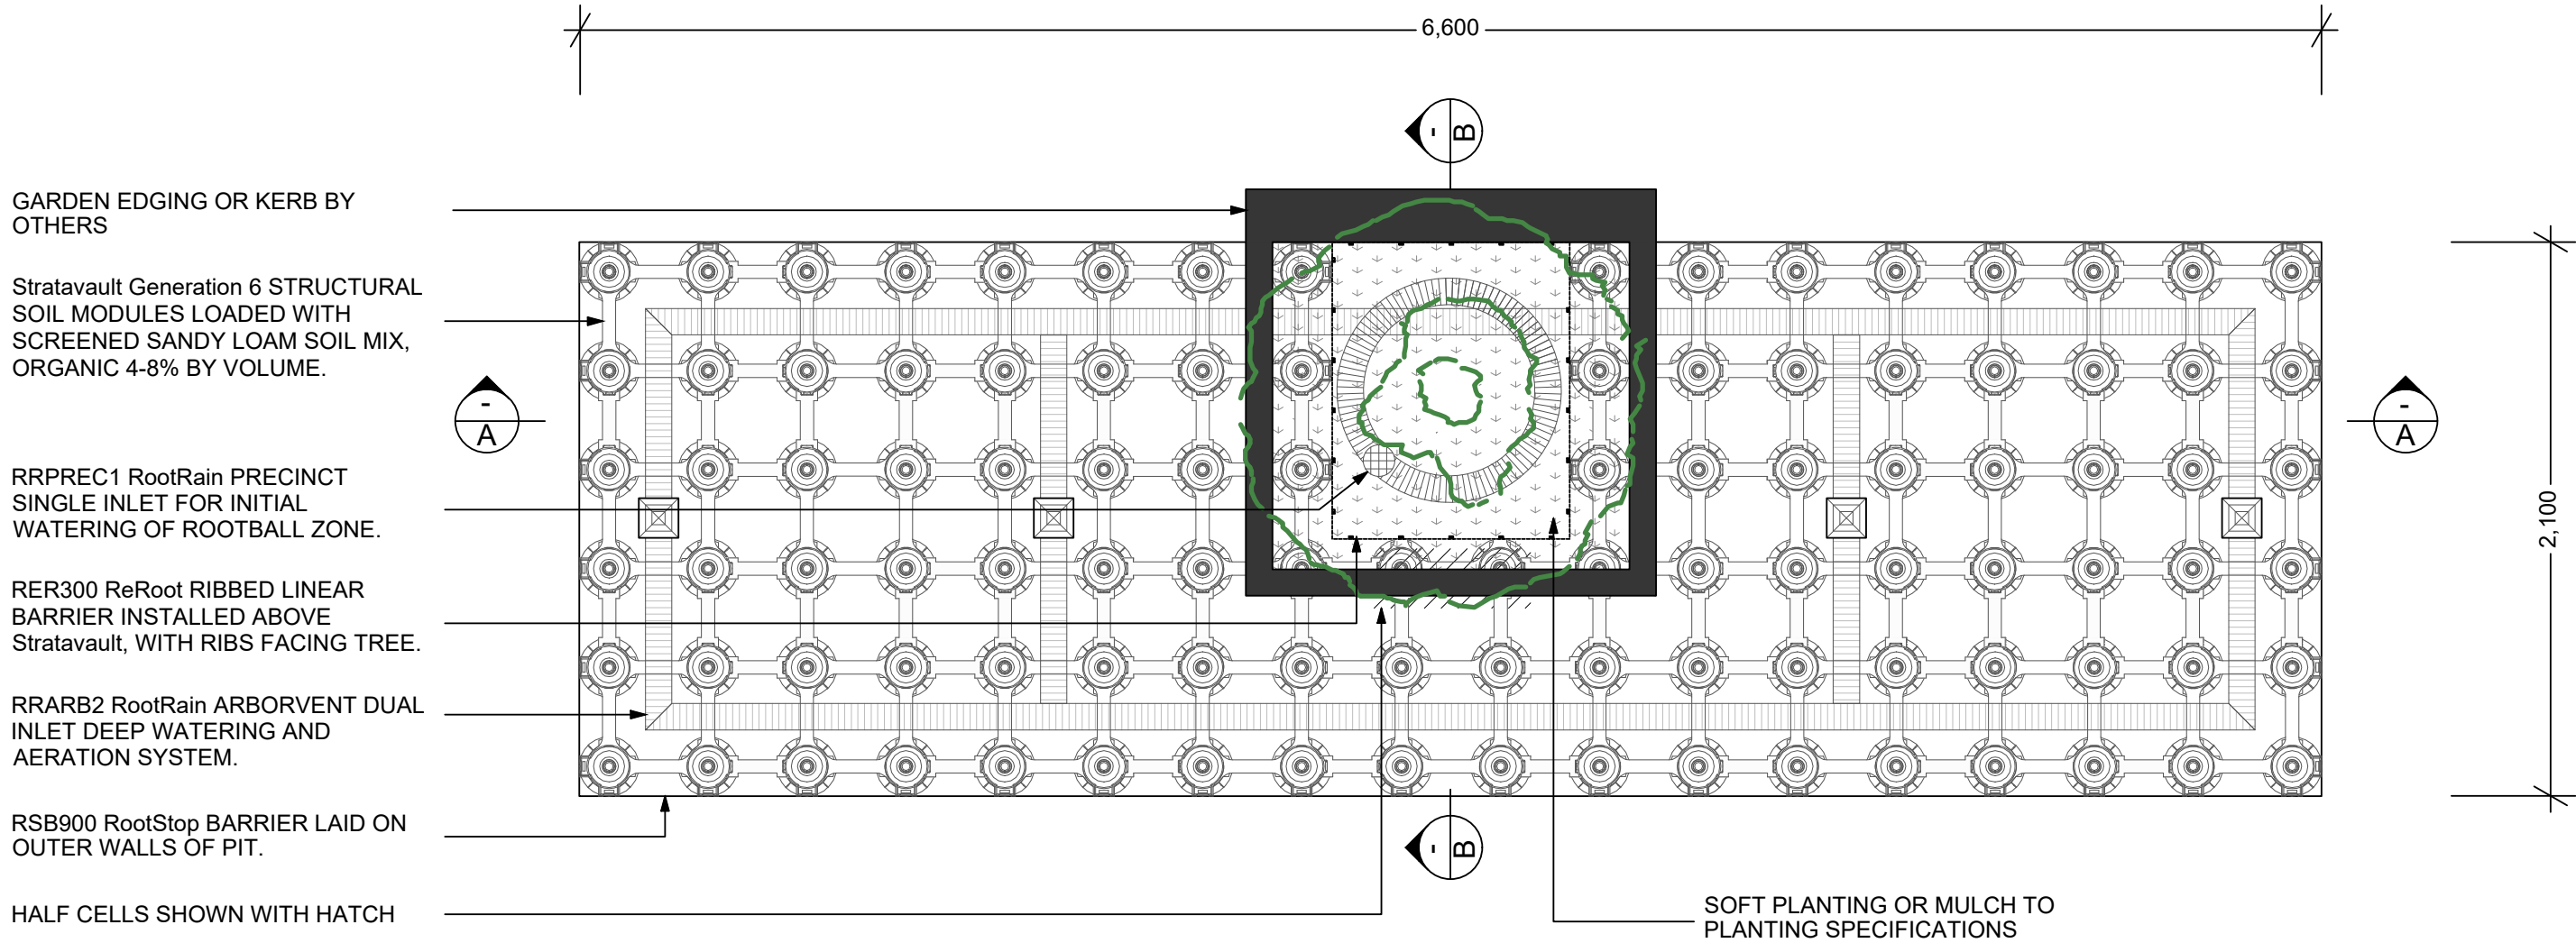 6,600
-
B
GARDEN EDGING OR KERB BY
OTHERS
Stratavault Generation 6 STRUCTURAL
SOIL MODULES LOADED WITH
SCREENED SANDY LOAM SOIL MIX,
ORGANIC 4-8% BY VOLUME.
-
A
-
A
RRPREC1 RootRain PRECINCT
SINGLE INLET FOR INITIAL
WATERING OF ROOTBALL ZONE.
2,100
RER300 ReRoot RIBBED LINEAR
BARRIER INSTALLED ABOVE
Stratavault, WITH RIBS FACING TREE.
RRARB2 RootRain ARBORVENT DUAL
INLET DEEP WATERING AND
AERATION SYSTEM.
RSB900 RootStop BARRIER LAID ON
OUTER WALLS OF PIT.
-
B
HALF CELLS SHOWN WITH HATCH
SOFT PLANTING OR MULCH TO
PLANTING SPECIFICATIONS